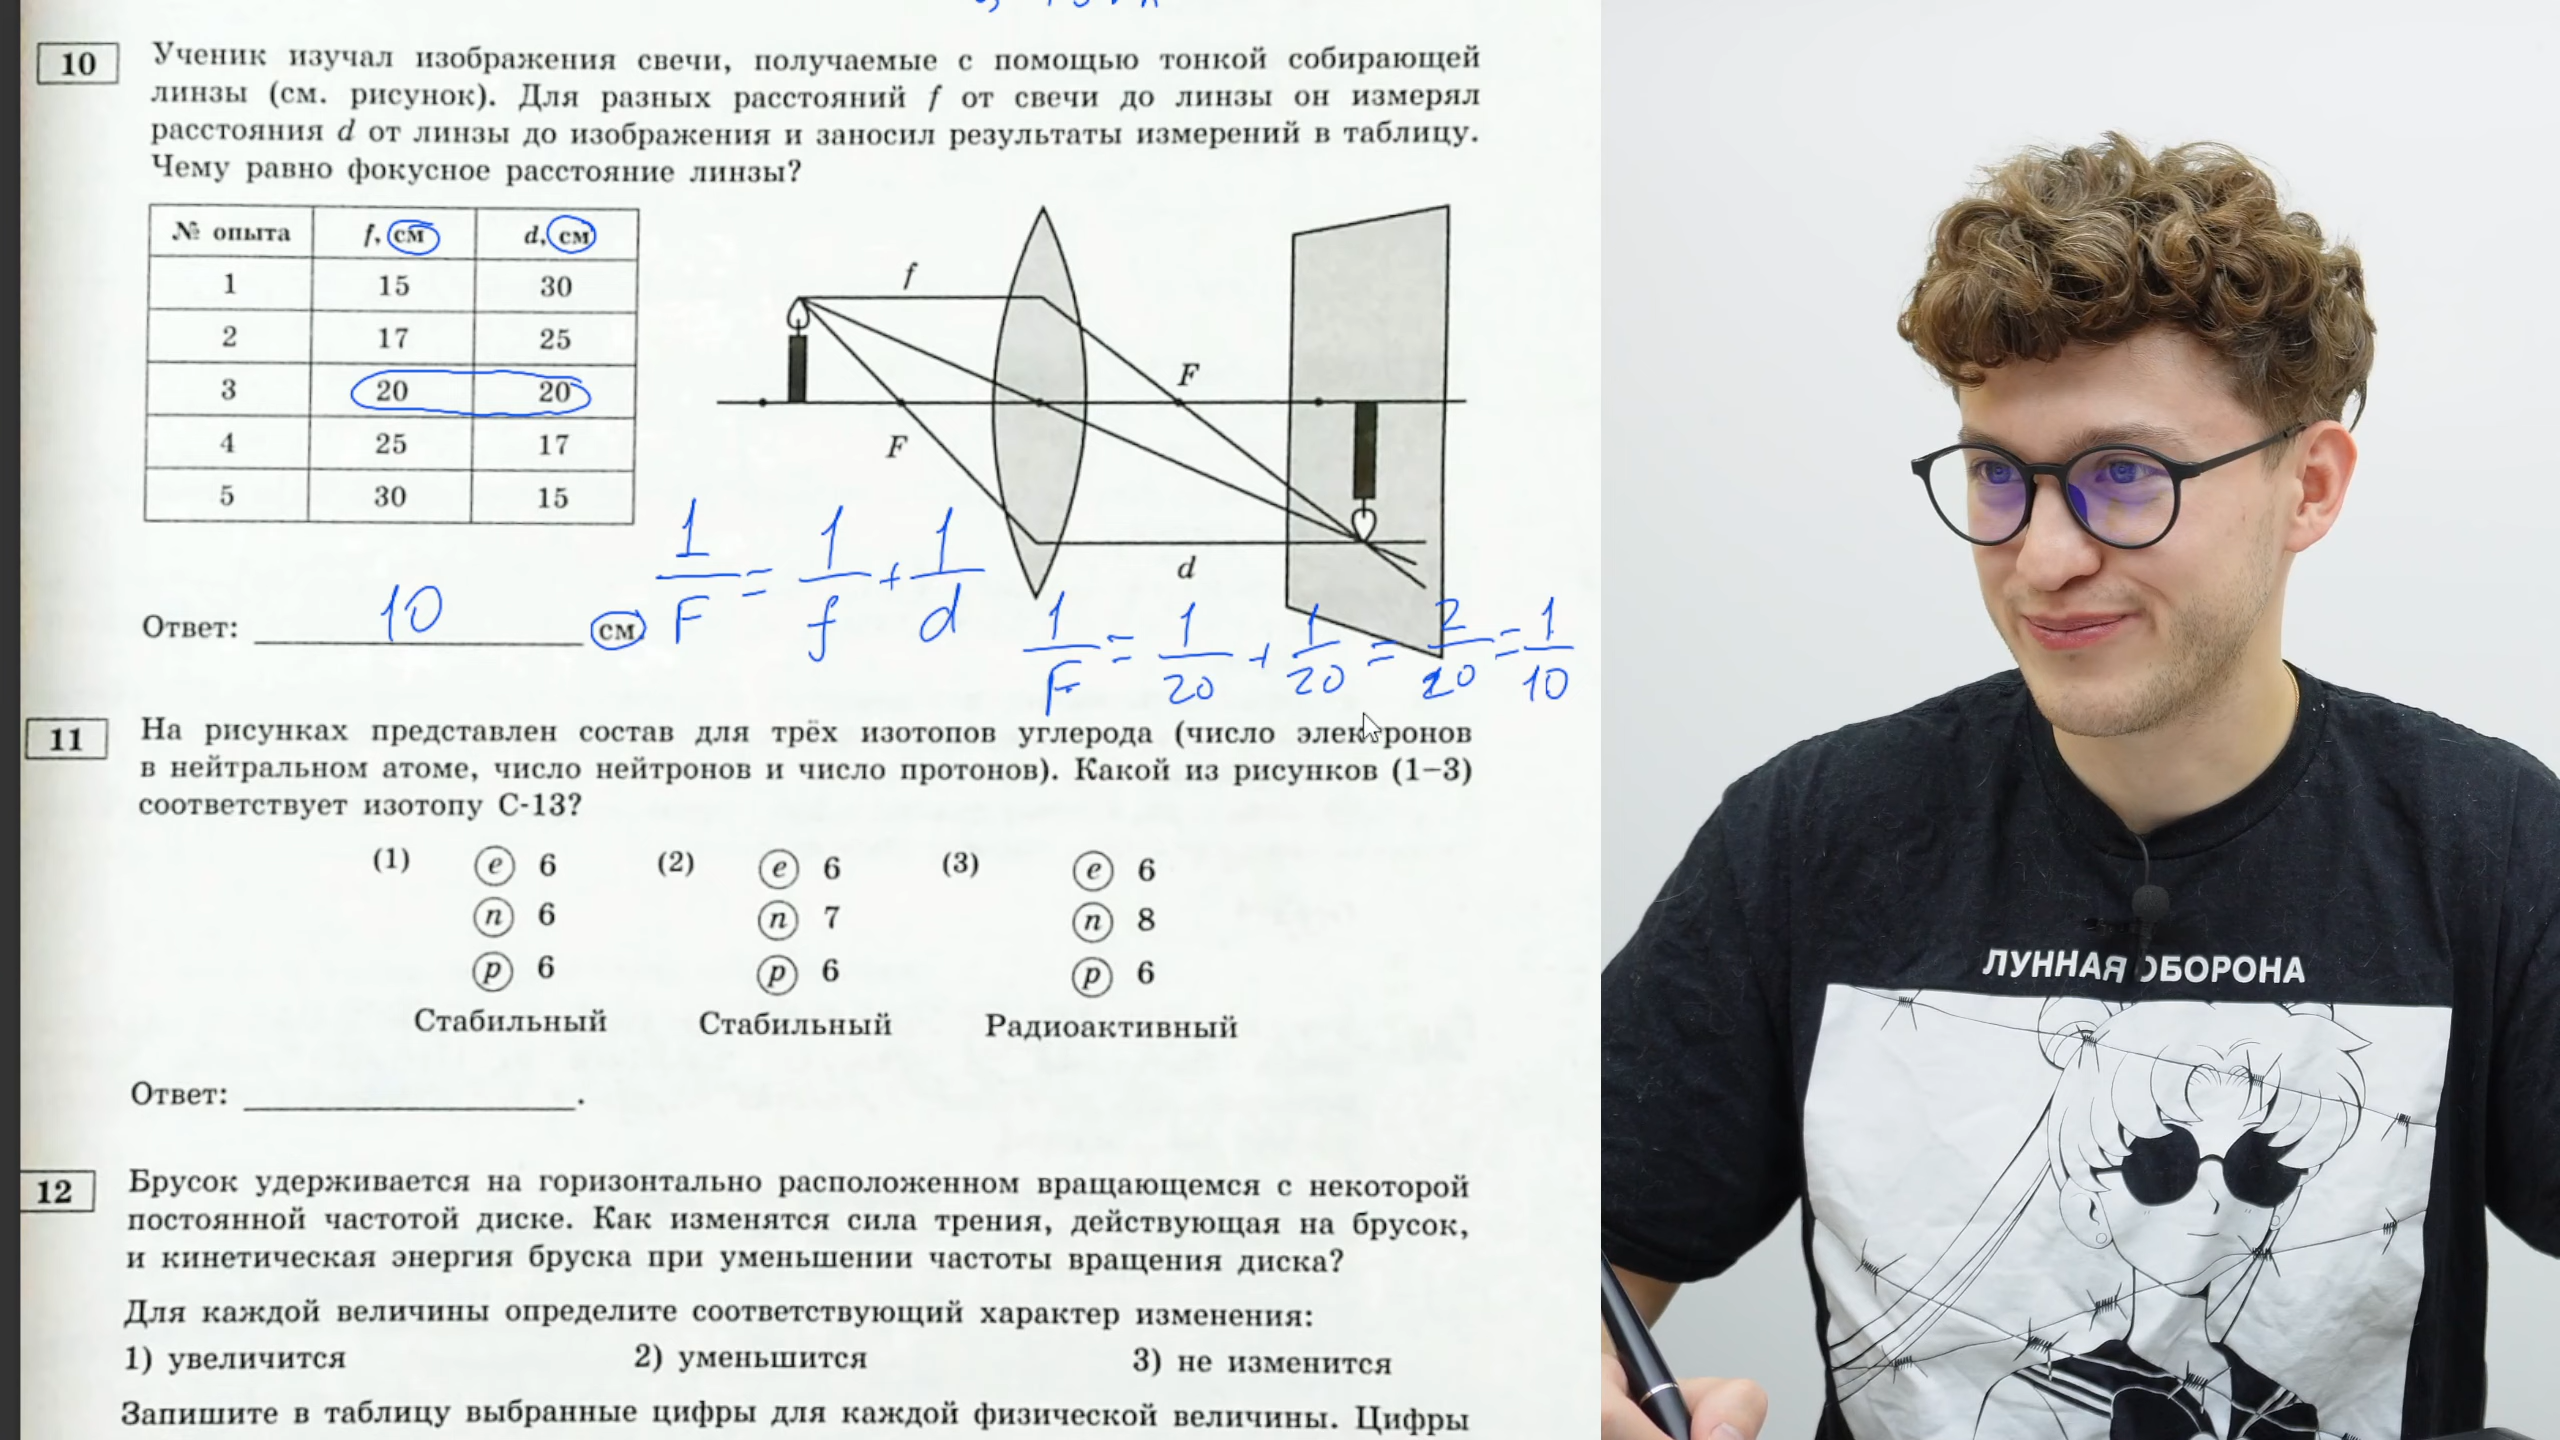 10
Ученик изучал изображения свечи, получаемые с помощью тонкой собирающей
линзы (см. рисунок). Для разных расстояний f от свечи до линзы он измерял
расстояния d от линзы до изображения и заносил результаты измерений в таблицу.
Чему равно фокусное расстояние линзы?
№ опыта f, см d, см
1 15 30
2 17 25
3 20 20
4 25 17
5 30 15
f
F
F
d
1/F = 1/f + 1/d
1/F = 1/20 + 1/20 = 2/20 = 1/10
Ответ: 10 см.
11
На рисунках представлен состав для трёх изотопов углерода (число электронов
в нейтральном атоме, число нейтронов и число протонов). Какой из рисунков (1–3)
соответствует изотопу С-13?
(1) e 6 (2) e 6 (3) e 6
n 6 n 7 n 8
p 6 p 6 p 6
Стабильный Стабильный Радиоактивный
Ответ: ____________________.
12
Брусок удерживается на горизонтально расположенном вращающемся с некоторой
постоянной частотой диске. Как изменятся сила трения, действующая на брусок,
и кинетическая энергия бруска при уменьшении частоты вращения диска?
Для каждой величины определите соответствующий характер изменения:
1) увеличится 2) уменьшится 3) не изменится
Запишите в таблицу выбранные цифры для каждой физической величины. Цифры
ЛУННАЯ ОБОРОНА